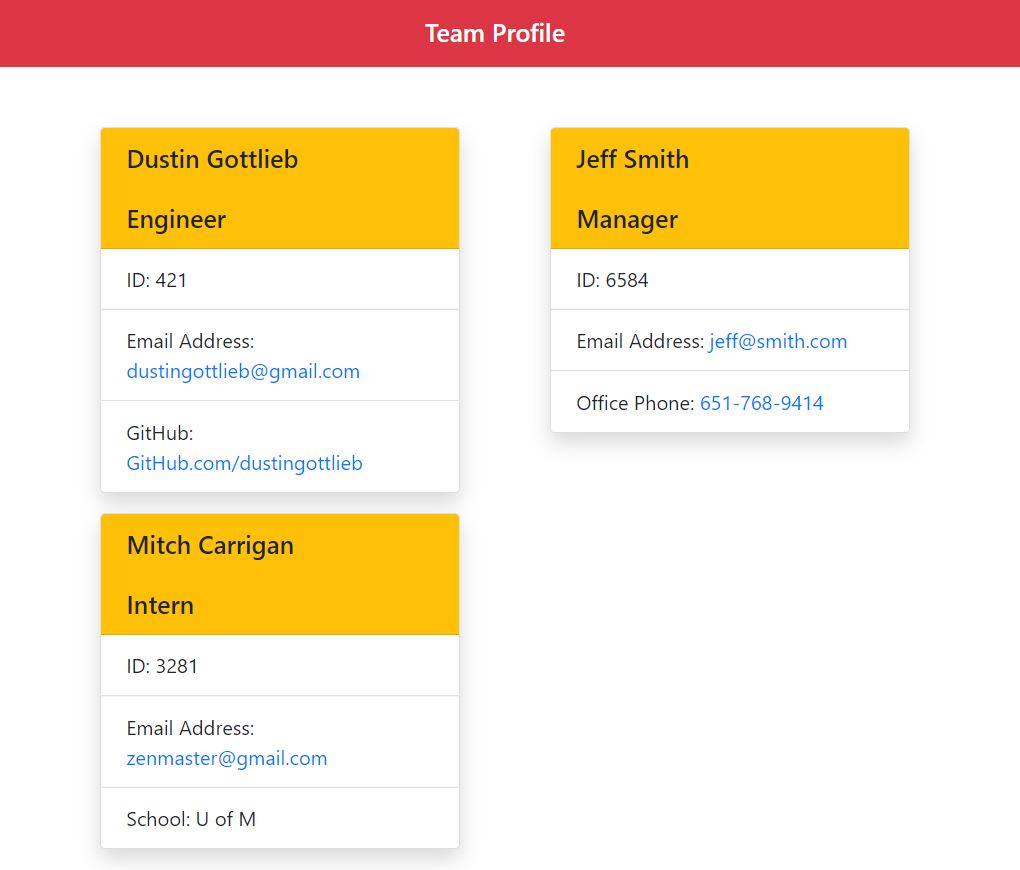 Team Profile
Dustin Gottlieb
Engineer
ID: 421
Email Address:
dustingottlieb@gmail.com
GitHub:
GitHub.com/dustingottlieb
Jeff Smith
Manager
ID: 6584
Email Address: jeff@smith.com
Office Phone: 651-768-9414
Mitch Carrigan
Intern
ID: 3281
Email Address:
zenmaster@gmail.com
School: U of M